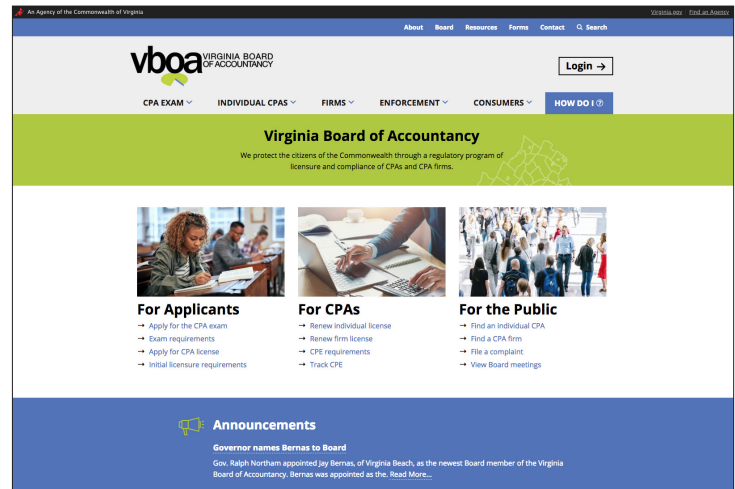 An Agency of the Commonwealth of Virginia
Virginia.gov | Find an Agency
About Board Resources Forms Contact Search
vboa VIRGINIA BOARD
OF ACCOUNTANCY
Login →
CPA EXAM INDIVIDUAL CPAS FIRMS ENFORCEMENT CONSUMERS HOW DO I ?
Virginia Board of Accountancy
We protect the citizens of the Commonwealth through a regulatory program of
licensure and compliance of CPAs and CPA firms.
For Applicants
→ Apply for the CPA exam
→ Exam requirements
→ Apply for CPA license
→ Initial licensure requirements
For CPAs
→ Renew individual license
→ Renew firm license
→ CPE requirements
→ Track CPE
For the Public
→ Find an individual CPA
→ Find a CPA firm
→ File a complaint
→ View Board meetings
Announcements
Governor names Bernas to Board
Gov. Ralph Northam appointed Jay Bernas, of Virginia Beach, as the newest Board member of the Virginia
Board of Accountancy. Bernas was appointed as the. Read More...